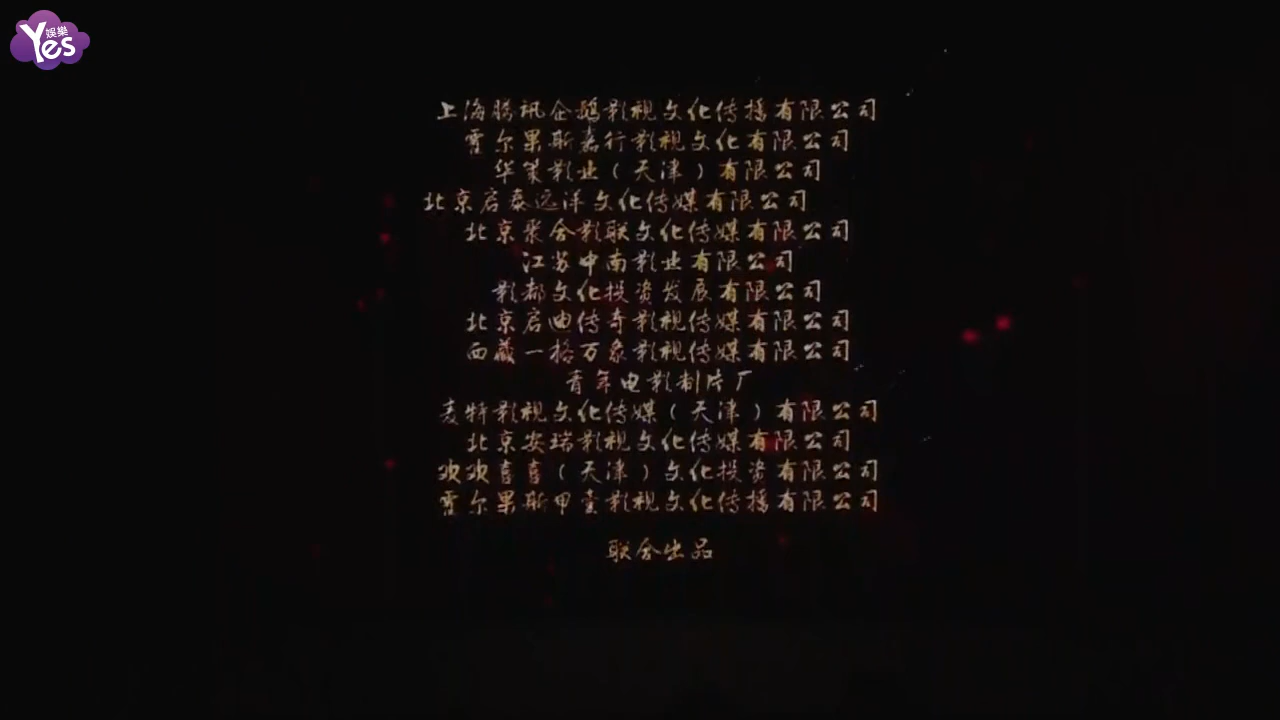 Yes 娛樂
上海腾讯企鹅影视文化传播有限公司
霍尔果斯嘉行影视文化有限公司
华策影业（天津）有限公司
北京启泰远洋文化传媒有限公司
北京聚合影联文化传媒有限公司
江苏中南影业有限公司
影都文化投资发展有限公司
北京启迪传奇影视传媒有限公司
西藏一格万象影视传媒有限公司
青年电影制片厂
麦特影视文化传媒（天津）有限公司
北京安瑞影视文化传媒有限公司
欢欢喜喜（天津）文化投资有限公司
霍尔果斯甲壹影视文化传播有限公司
联合出品